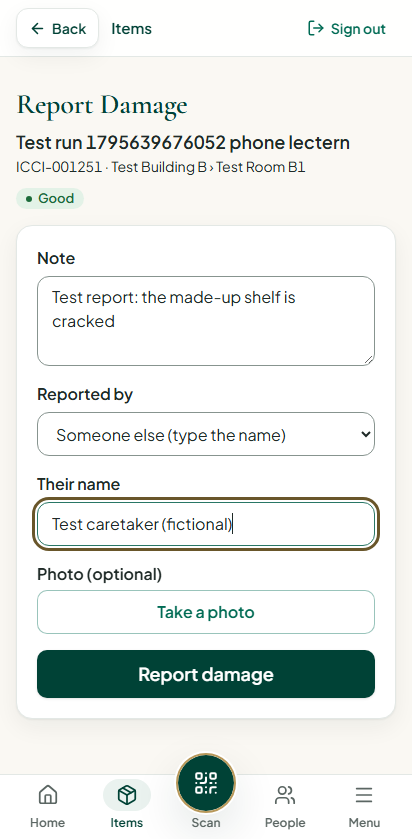 Back
Items
Sign out
Report Damage
Test run 1795639676052 phone lectern
ICCI-001251 · Test Building B › Test Room B1
Good
Note
Test report: the made-up shelf is
cracked
Reported by
Someone else (type the name)
Their name
Test caretaker (fictional)
Photo (optional)
Take a photo
Report damage
Home
Items
Scan
People
Menu